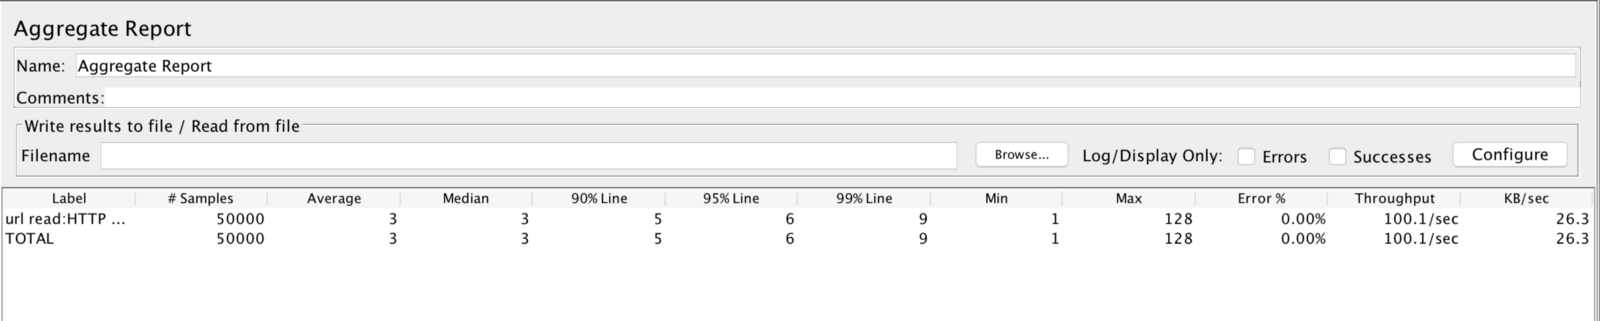 Aggregate Report
Name: Aggregate Report
Comments:
Write results to file / Read from file
Filename Browse... Log/Display Only: Errors Successes Configure
Label # Samples Average Median 90% Line 95% Line 99% Line Min Max Error % Throughput KB/sec
url read:HTTP ... 50000 3 3 5 6 9 1 128 0.00% 100.1/sec 26.3
TOTAL 50000 3 3 5 6 9 1 128 0.00% 100.1/sec 26.3